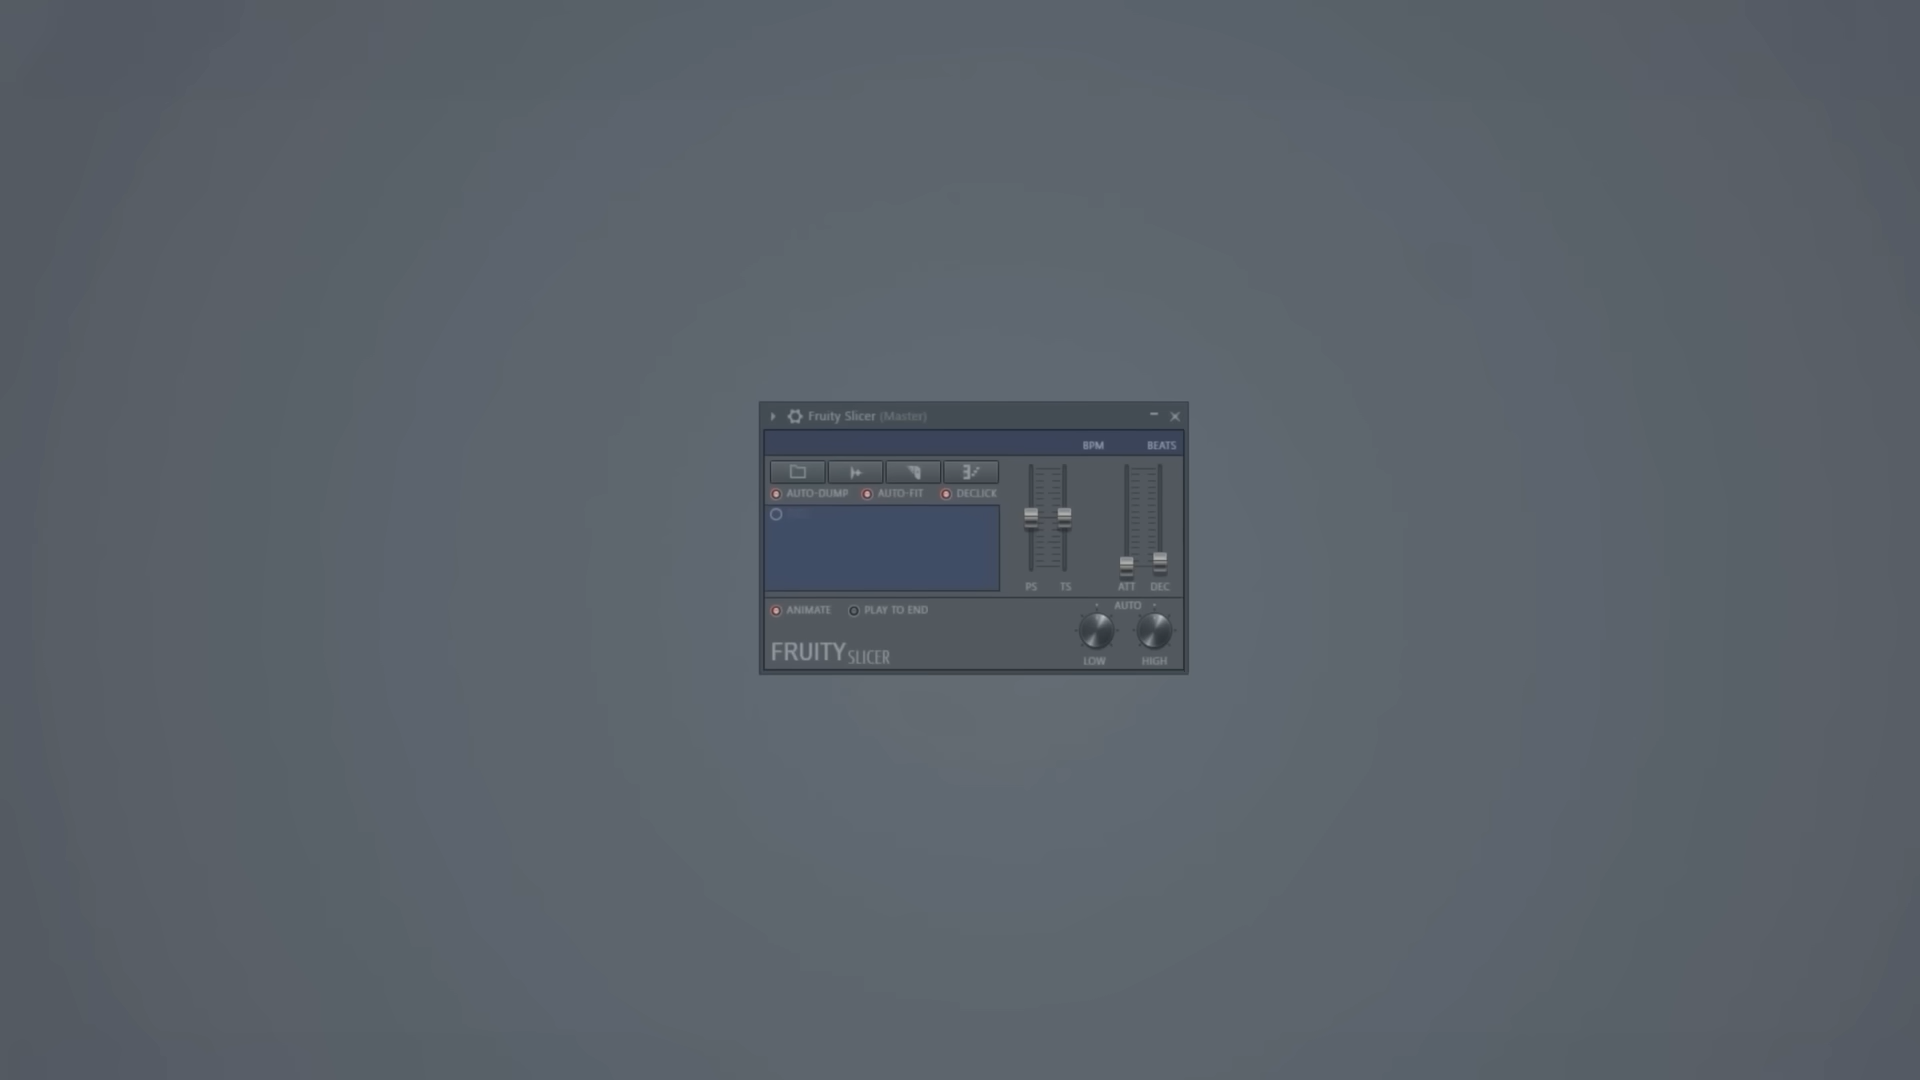 Fruity Slicer (Master)
BPM BEATS
AUTO-DUMP AUTO-FIT DECLICK
PS TS ATT DEC
ANIMATE PLAY TO END AUTO
FRUITY SLICER
LOW HIGH